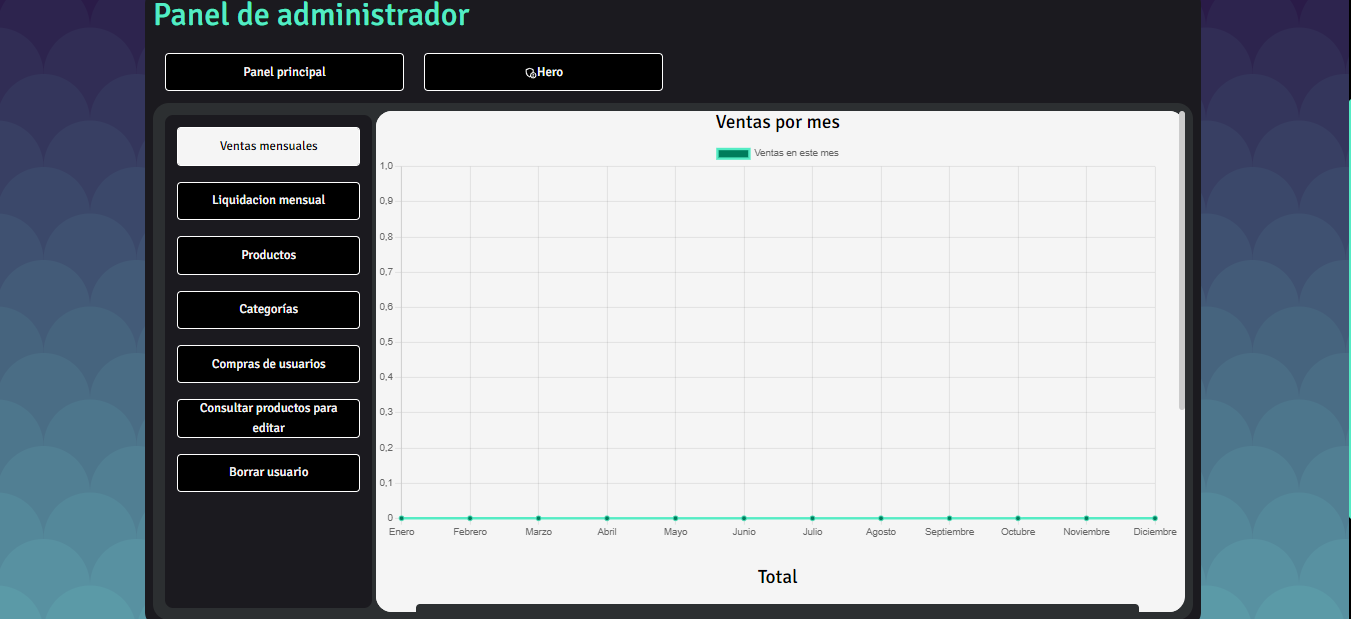 Panel de administrador
Panel principal
Hero
Ventas mensuales
Liquidacion mensual
Productos
Categorías
Compras de usuarios
Consultar productos para
editar
Borrar usuario
Ventas por mes
Ventas en este mes
1,0
0,9
0,8
0,7
0,6
0,5
0,4
0,3
0,2
0,1
0
Enero Febrero Marzo Abril Mayo Junio Julio Agosto Septiembre Octubre Noviembre Diciembre
Total